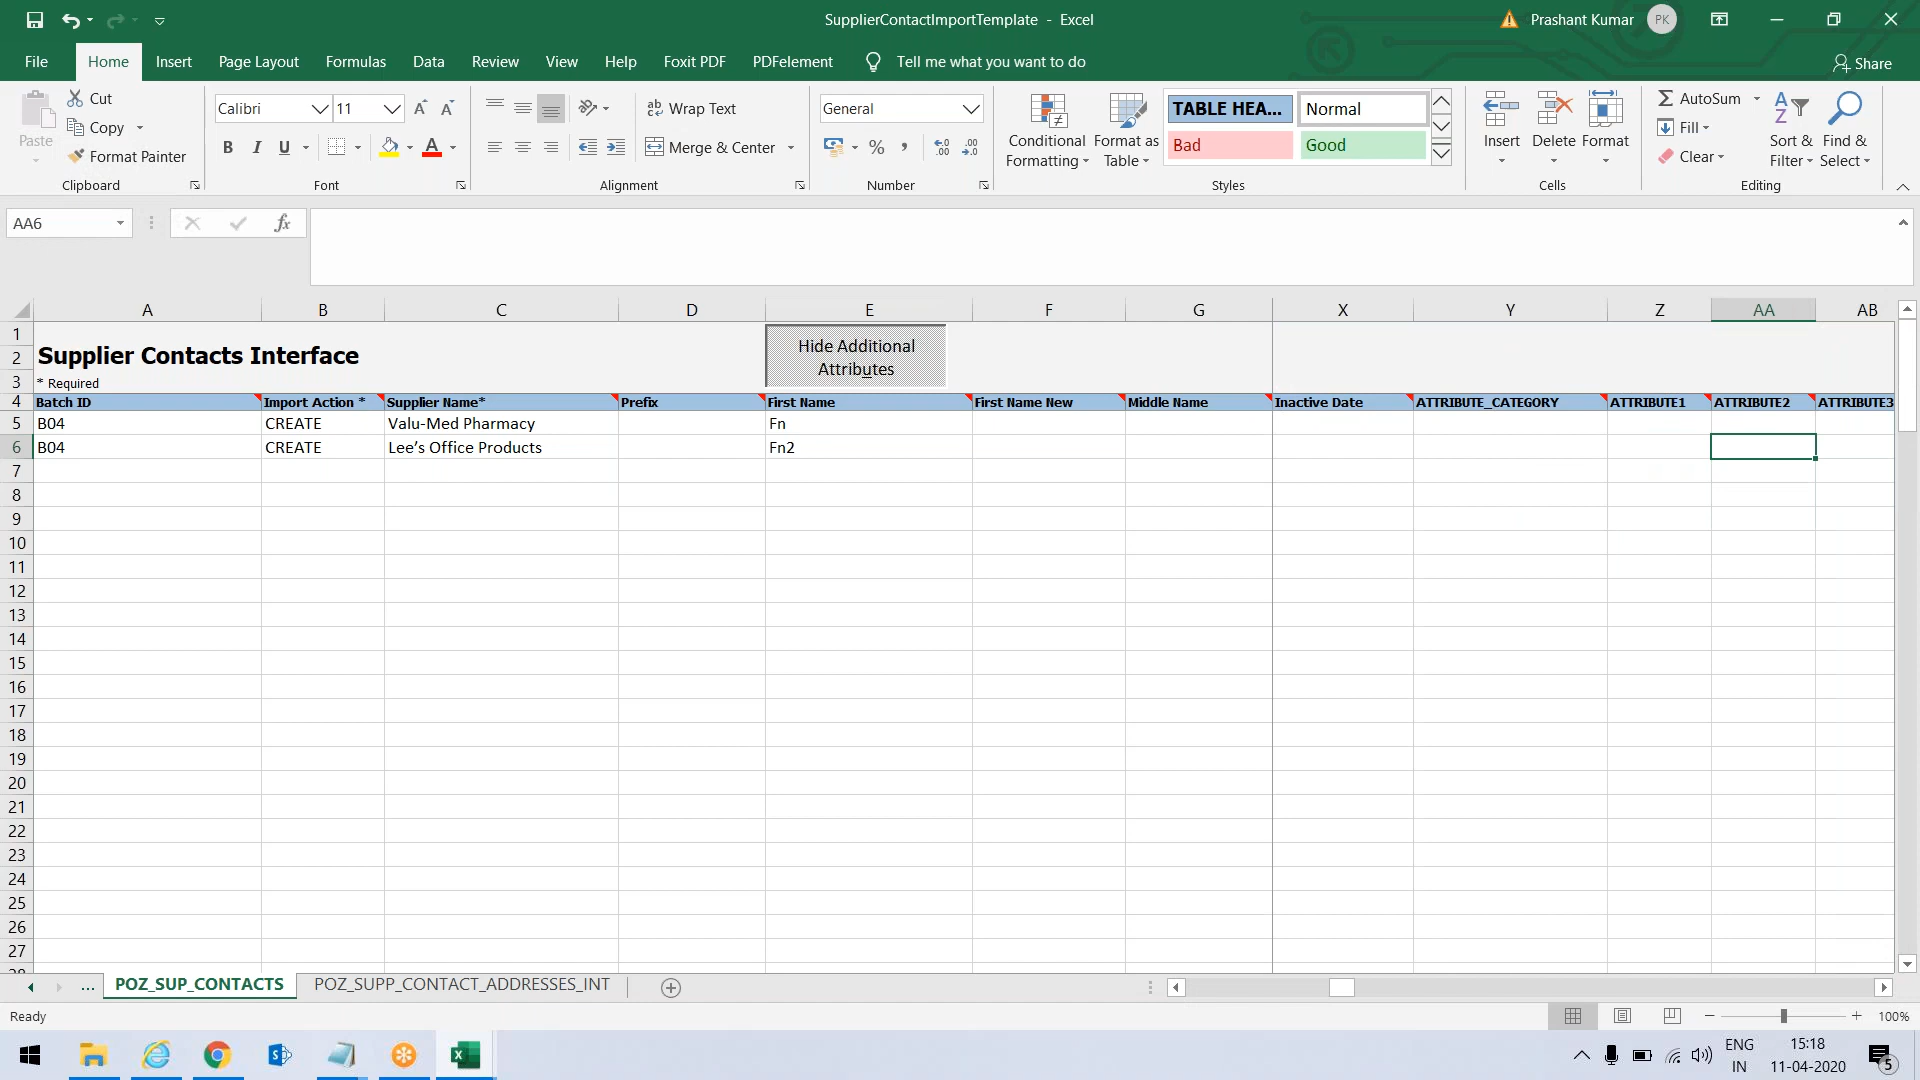 SupplierContactImportTemplate - Excel
Prashant Kumar PK
File Home Insert Page Layout Formulas Data Review View Help Foxit PDF PDFelement Tell me what you want to do Share
Paste
Cut
Copy
Format Painter
Clipboard
Calibri 11
B I U A
Font
ab Wrap Text
Merge & Center
Alignment
General
% , .00 .0
Number
Conditional Formatting
Format as Table
TABLE HEA... Normal
Bad Good
Styles
Insert Delete Format
Cells
AutoSum
Fill
Clear
Sort & Filter
Find & Select
Editing
AA6 fx
A B C D E F G X Y Z AA AB
1
2 Supplier Contacts Interface
Hide Additional
Attributes
3 * Required
4 Batch ID Import Action * Supplier Name* Prefix First Name First Name New Middle Name Inactive Date ATTRIBUTE_CATEGORY ATTRIBUTE1 ATTRIBUTE2 ATTRIBUTE3
5 B04 CREATE Valu-Med Pharmacy Fn
6 B04 CREATE Lee’s Office Products Fn2
7
8
9
10
11
12
13
14
15
16
17
18
19
20
21
22
23
24
25
26
27
28
... POZ_SUP_CONTACTS POZ_SUPP_CONTACT_ADDRESSES_INT
Ready 100%
ENG 15:18
IN 11-04-2020 5